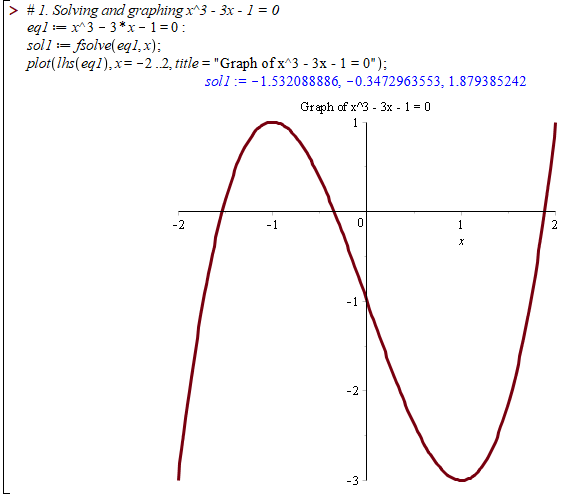 > # 1. Solving and graphing x^3 - 3x - 1 = 0
eq1 := x^3 - 3*x - 1 = 0 :
sol1 := fsolve(eq1, x);
plot(lhs(eq1), x = -2 ..2, title = "Graph of x^3 - 3x - 1 = 0");
sol1 := -1.532088886, -0.3472963553, 1.879385242
Graph of x^3 - 3x - 1 = 0
1
-2 -1 0 1 2
x
-1
-2
-3